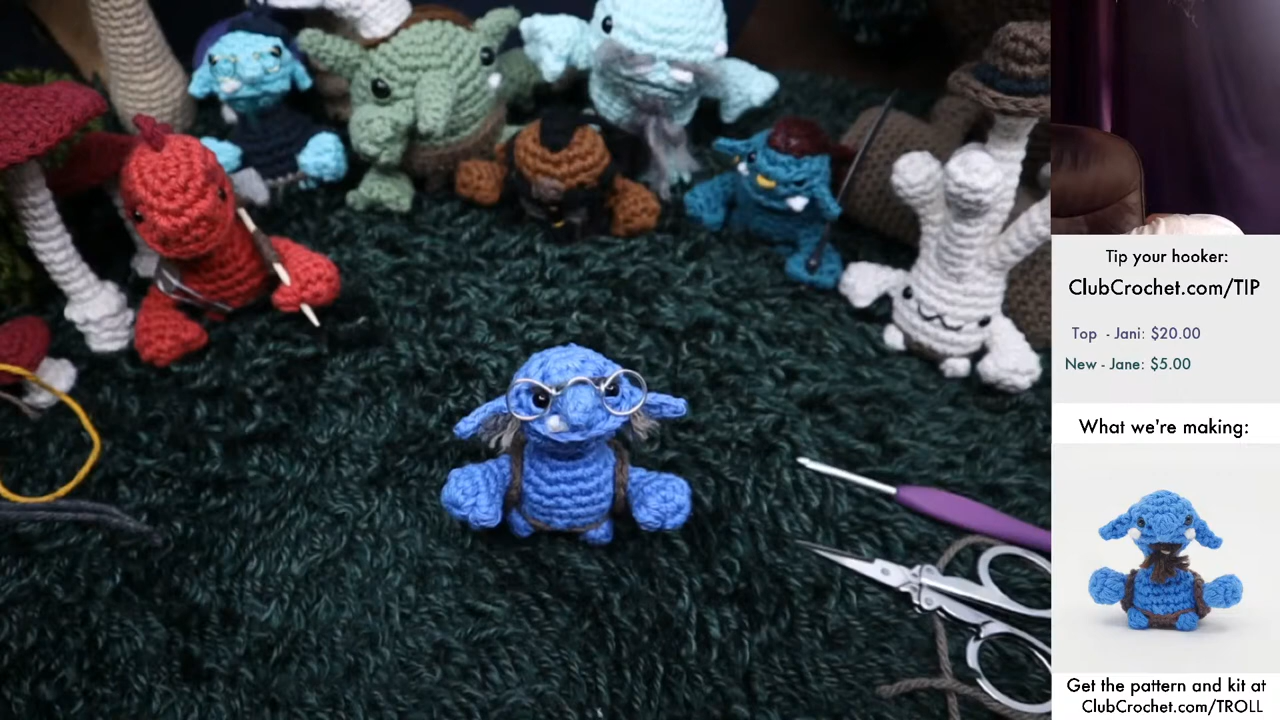 Tip your hooker:
ClubCrochet.com/TIP
Top - Jani: $20.00
New - Jane: $5.00
What we're making:
Get the pattern and kit at
ClubCrochet.com/TROLL